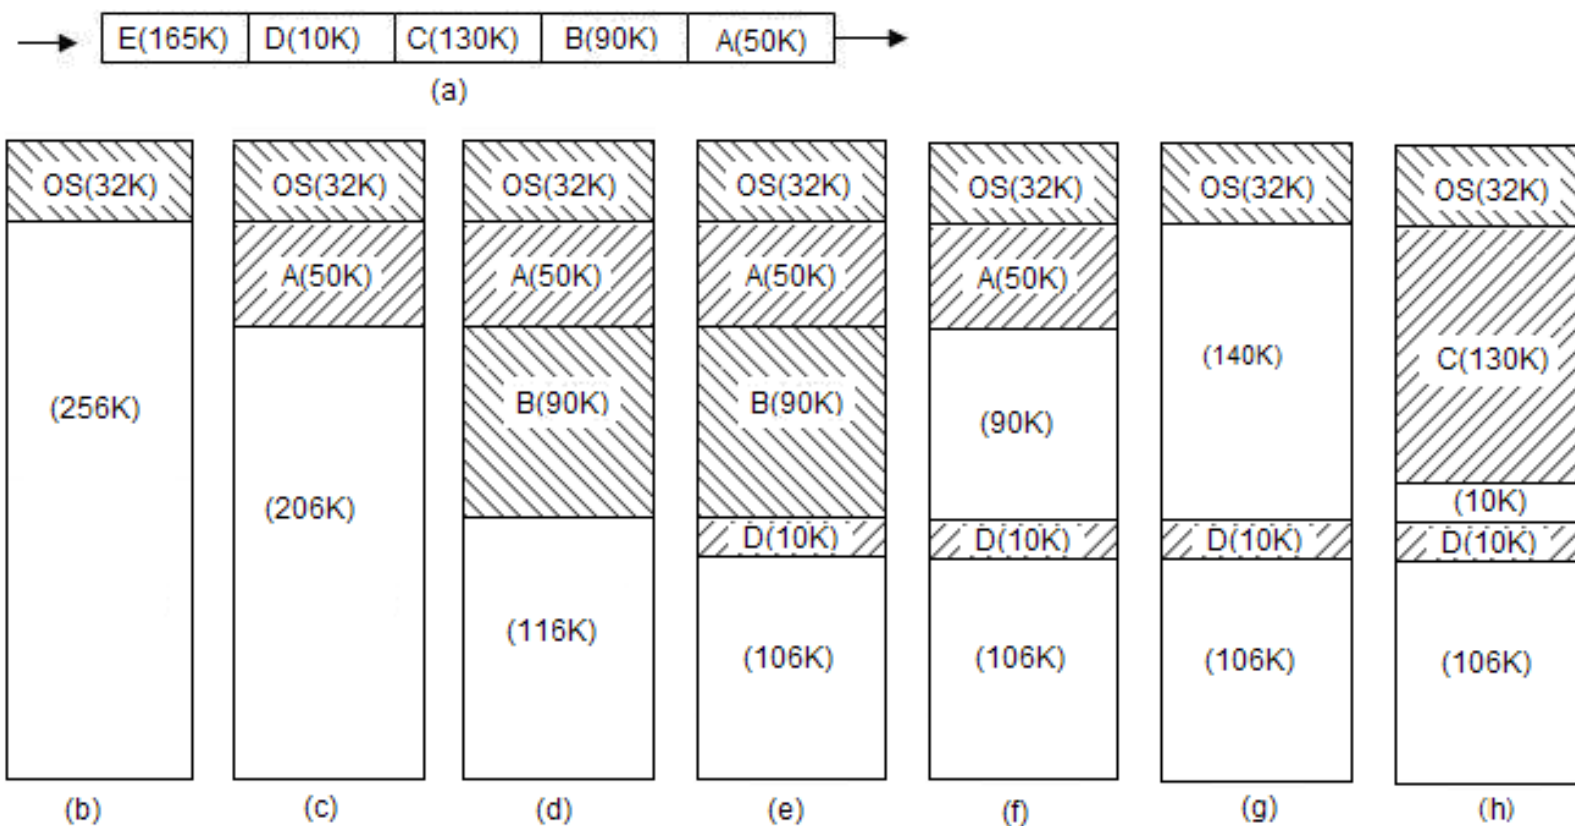 E(165K) D(10K) C(130K) B(90K) A(50K)
(a)
OS(32K) OS(32K) OS(32K) OS(32K) OS(32K) OS(32K) OS(32K)
A(50K) A(50K) A(50K) A(50K)
(140K) C(130K)
(256K) B(90K) B(90K) (90K)
(206K) (10K)
D(10K) D(10K) D(10K) D(10K)
(116K) (106K) (106K) (106K) (106K)
(b) (c) (d) (e) (f) (g) (h)